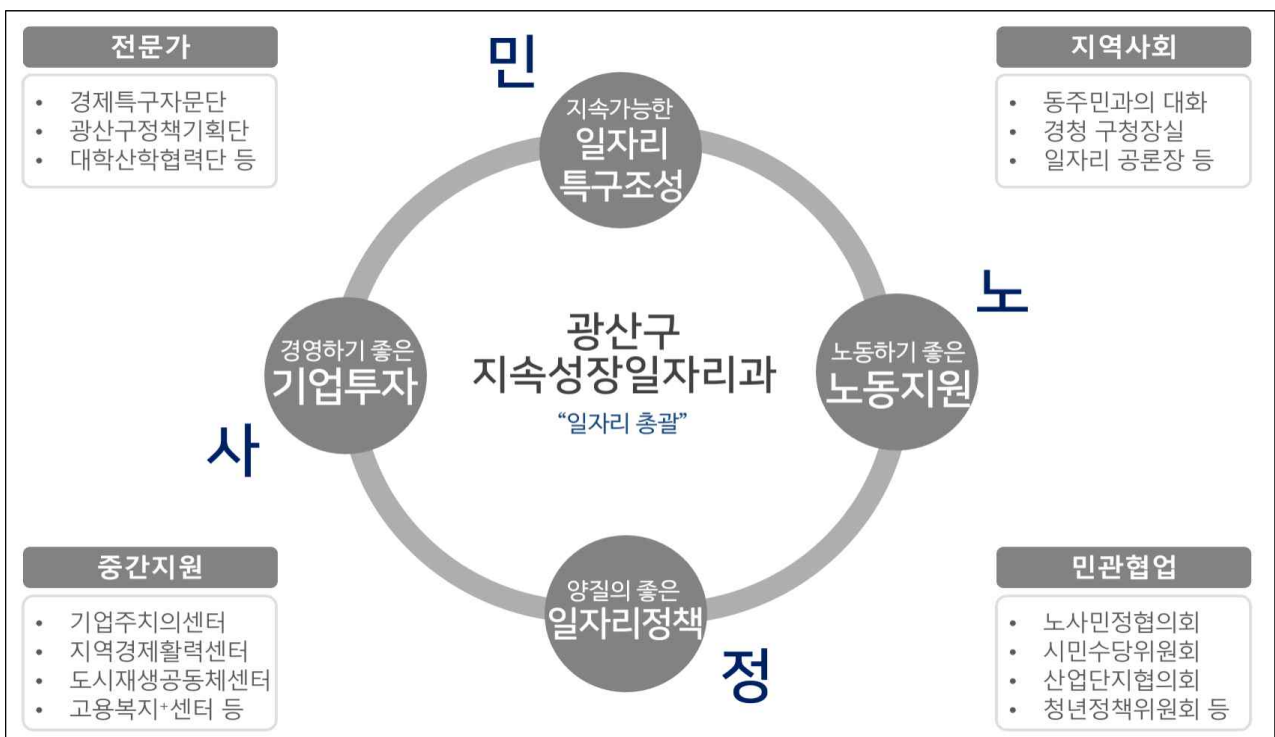 전문가
• 경제특구자문단
• 광산구정책기획단
• 대학산학협력단 등
민
지속가능한
일자리
특구조성
지역사회
• 동주민과의 대화
• 경청 구청장실
• 일자리 공론장 등
노
경영하기 좋은
기업투자
광산구
지속성장일자리과
“일자리 총괄”
노동하기 좋은
노동지원
사
중간지원
• 기업주치의센터
• 지역경제활력센터
• 도시재생공동체센터
• 고용복지+센터 등
양질의 좋은
일자리정책
정
민관협업
• 노사민정협의회
• 시민수당위원회
• 산업단지협의회
• 청년정책위원회 등